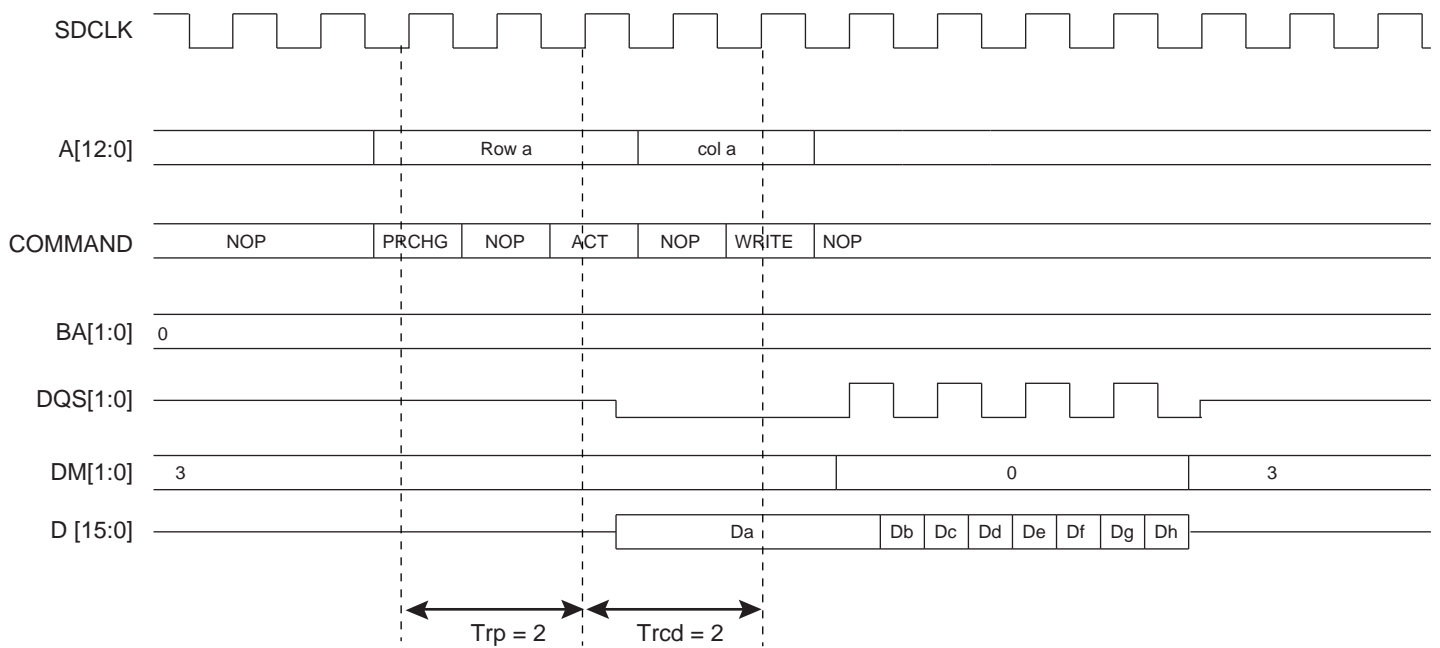 SDCLK
A[12:0] Row a col a
COMMAND NOP PRCHG NOP ACT NOP WRITE NOP
BA[1:0] 0
DQS[1:0]
DM[1:0] 3 0 3
D [15:0] Da Db Dc Dd De Df Dg Dh
Trp = 2 Trcd = 2